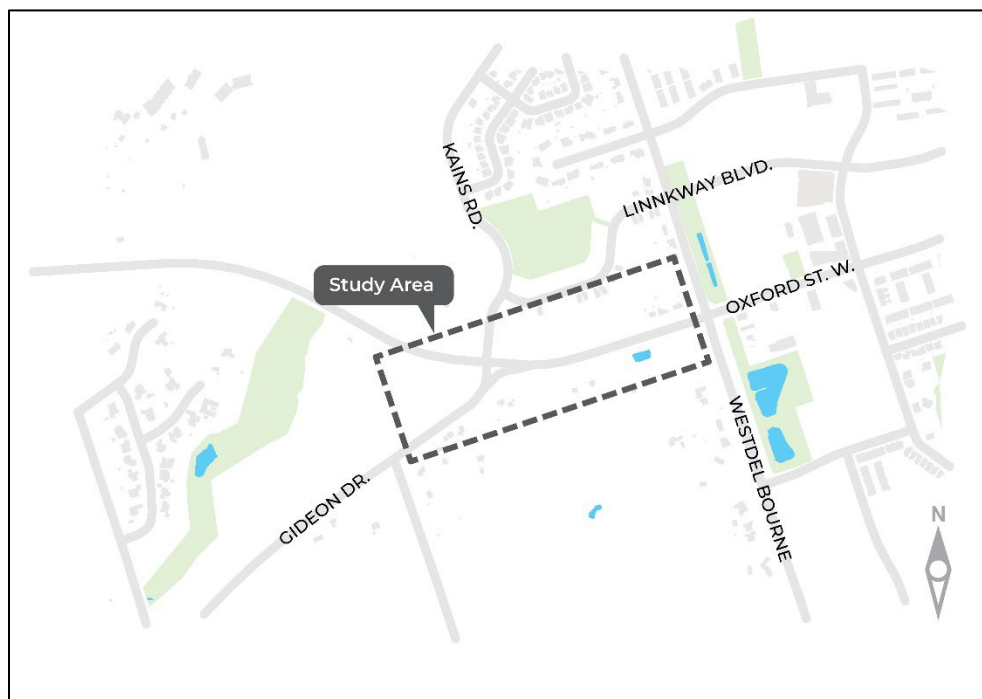 KAINS RD.
LINNKWAY BLVD.
Study Area
OXFORD ST. W.
WESTDEL BOURNE
GIDEON DR.
N